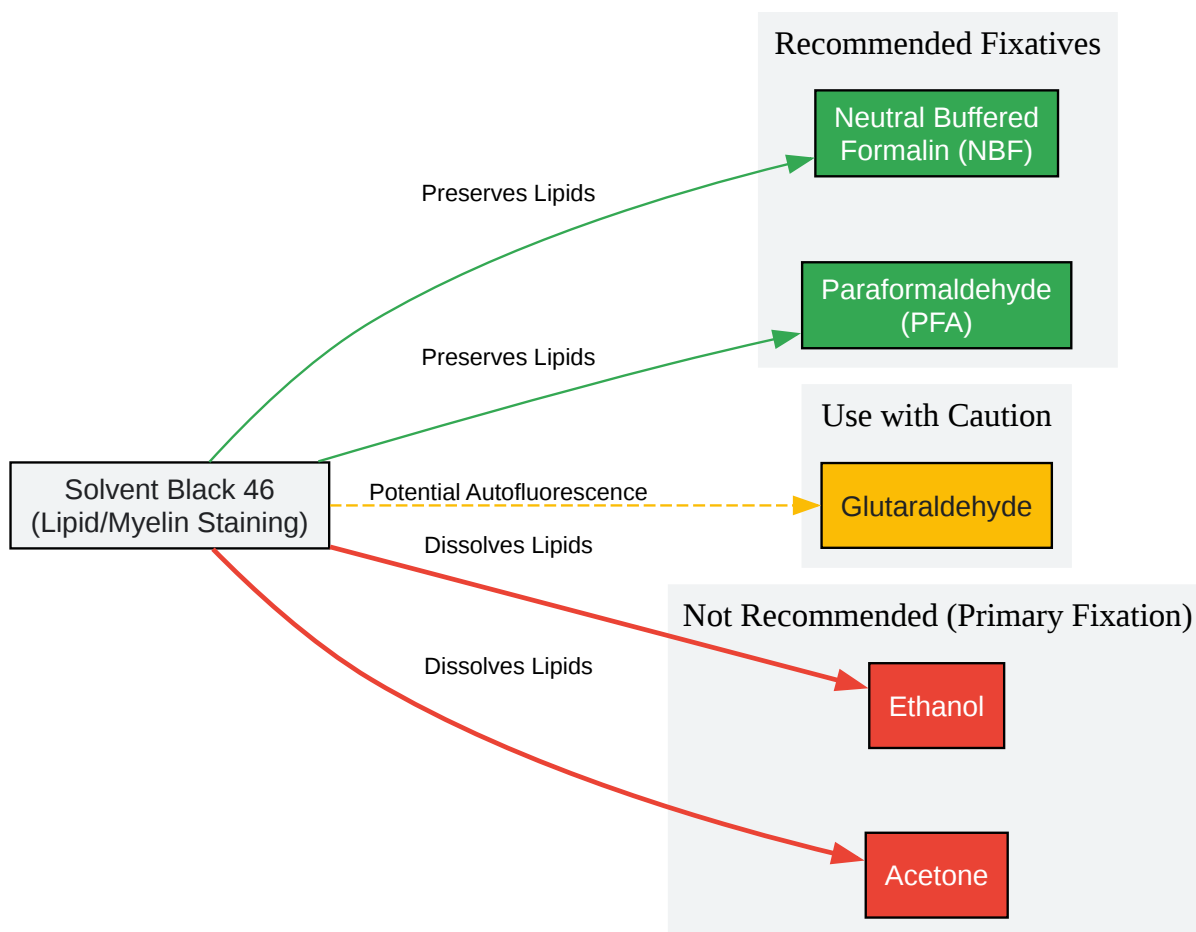 Recommended Fixatives
Neutral Buffered
Formalin (NBF)
Preserves Lipids
Paraformaldehyde
(PFA)
Preserves Lipids
Use with Caution
Solvent Black 46
(Lipid/Myelin Staining)
Potential Autofluorescence
Glutaraldehyde
Dissolves Lipids
Not Recommended (Primary Fixation)
Dissolves Lipids
Ethanol
Acetone